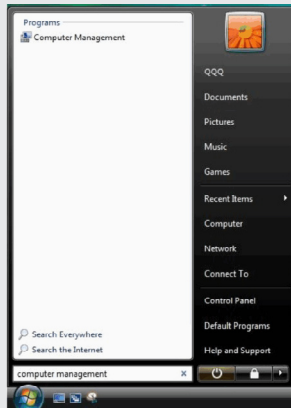 Programs
Computer Management
Search Everywhere
Search the Internet
computer management
QQQ
Documents
Pictures
Music
Games
Recent Items
Computer
Network
Connect To
Control Panel
Default Programs
Help and Support